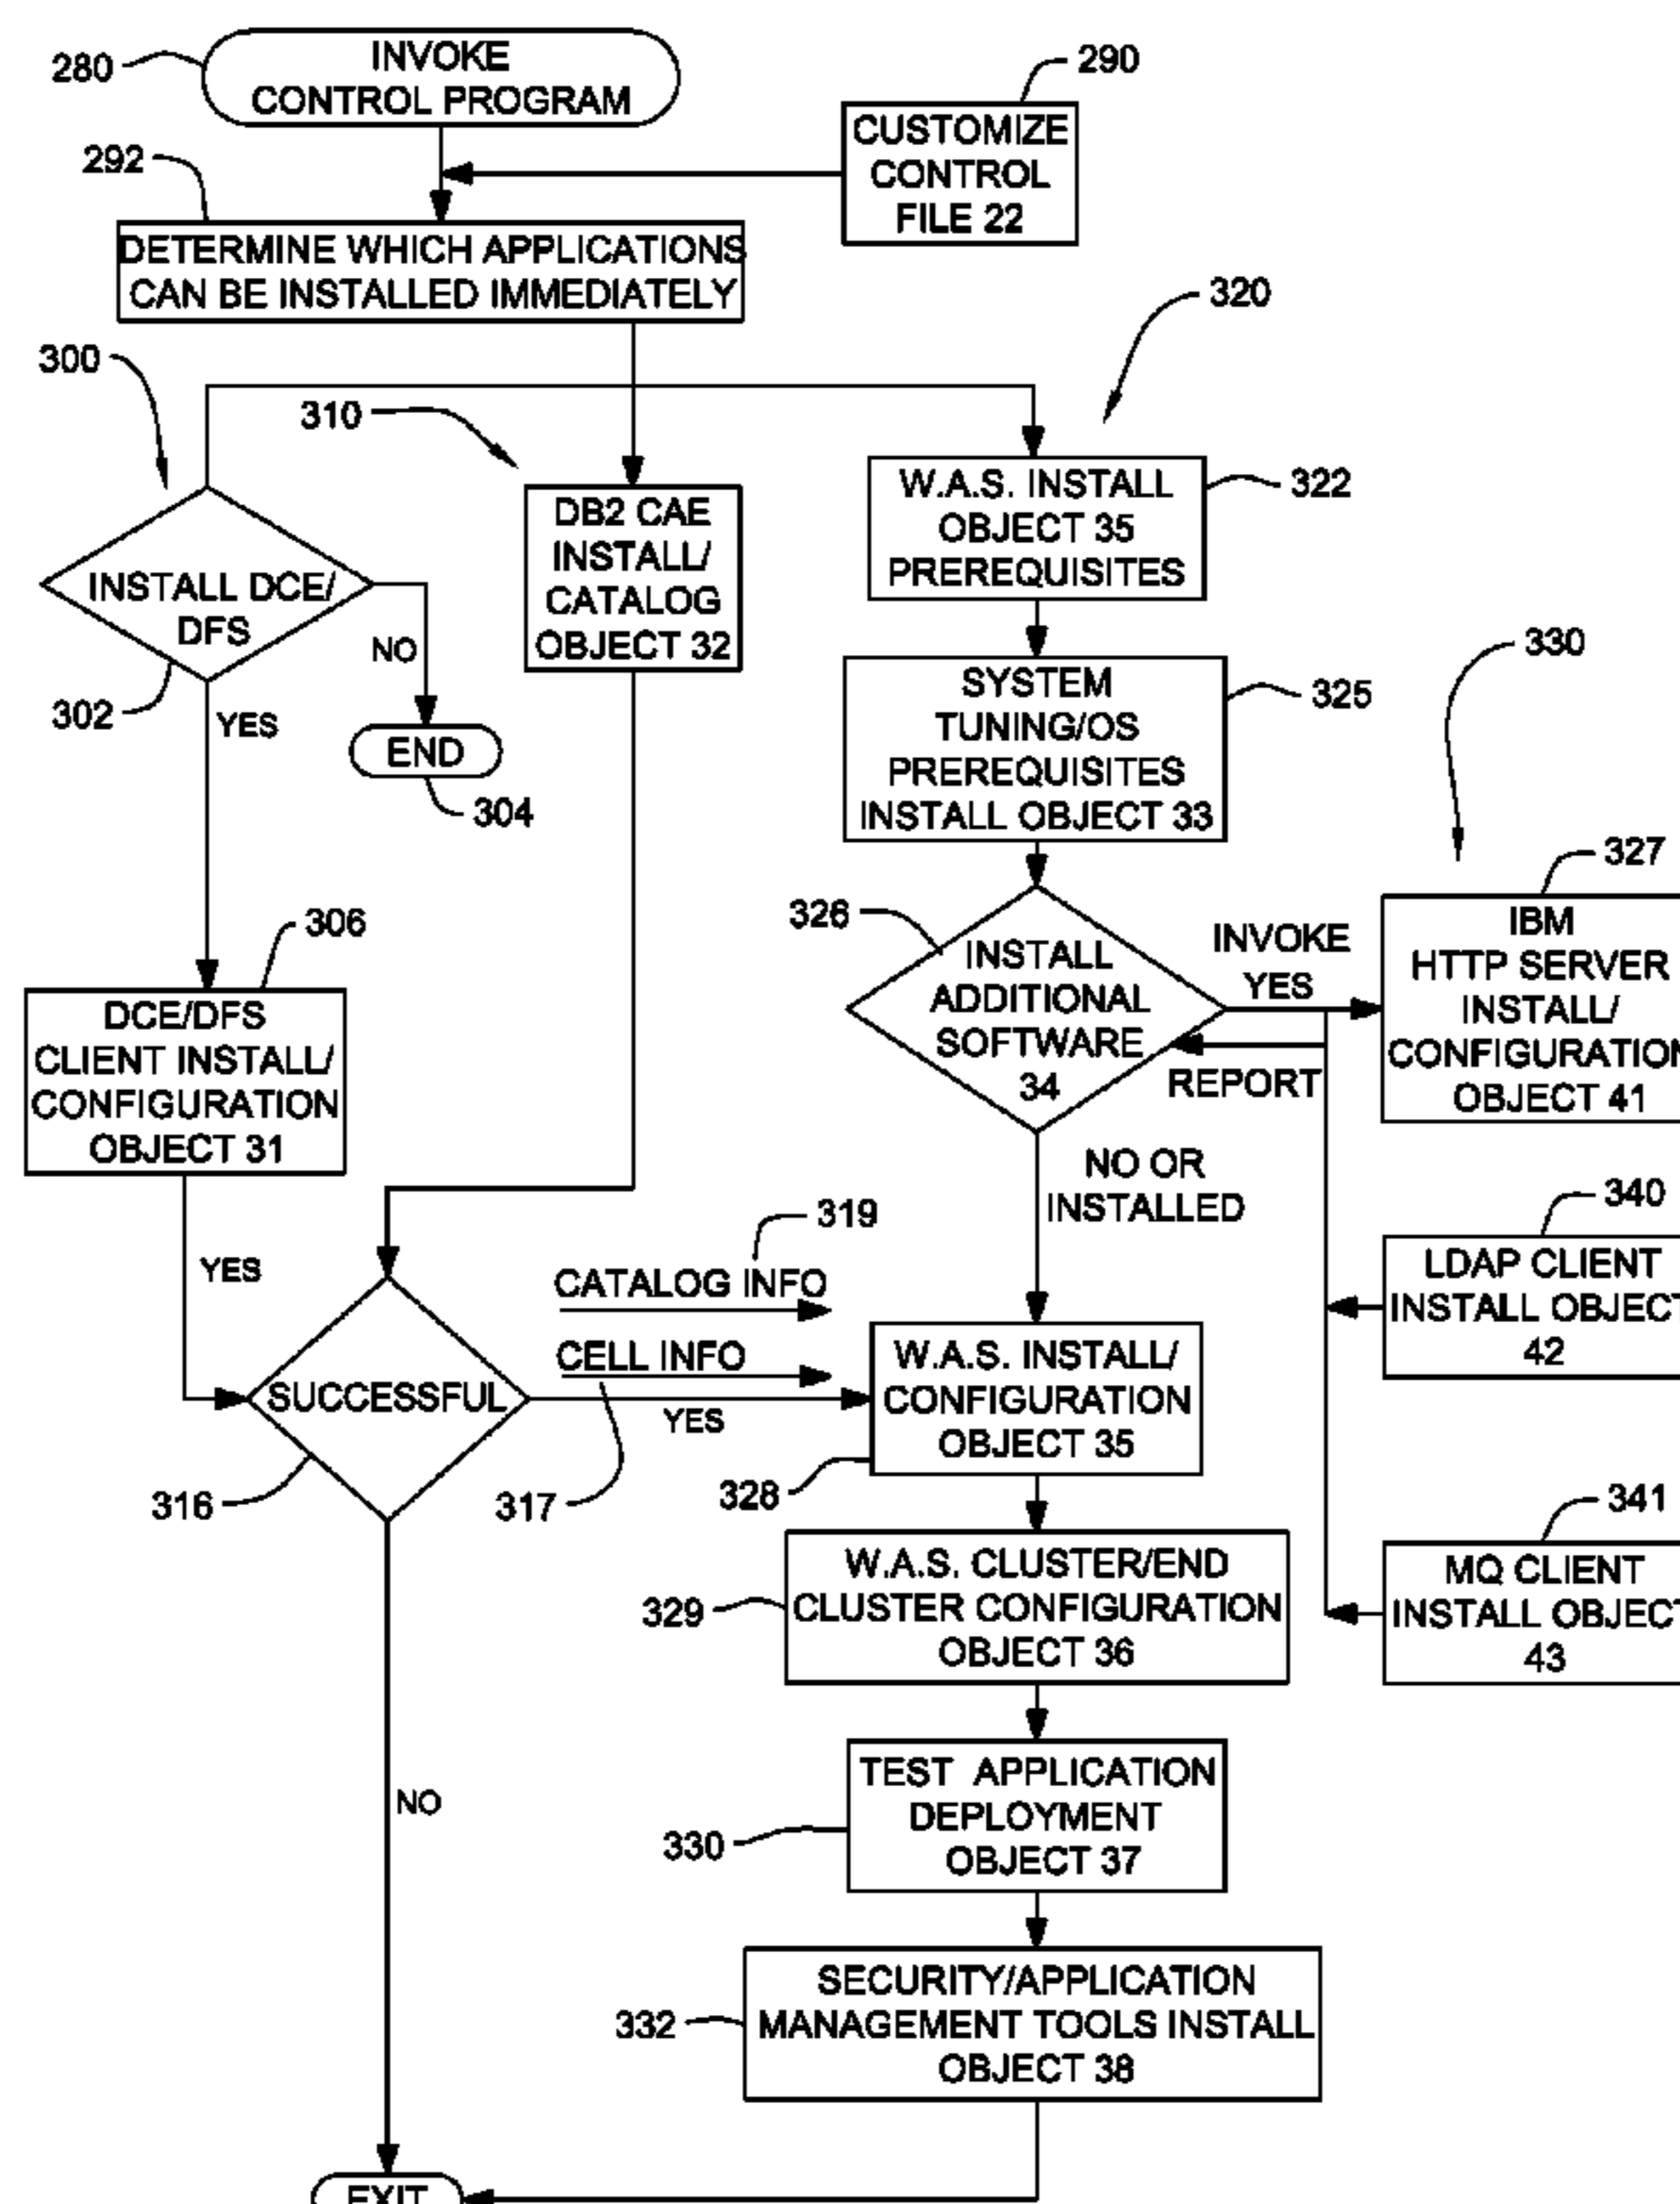 280
INVOKE
CONTROL PROGRAM
290
CUSTOMIZE
CONTROL
FILE 22
292
DETERMINE WHICH APPLICATIONS
CAN BE INSTALLED IMMEDIATELY
320
300
310
W.A.S. INSTALL
OBJECT 35
PREREQUISITES
322
DB2 CAE
INSTALL/
CATALOG
OBJECT 32
INSTALL DCE/
DFS
NO
302
YES
END
304
SYSTEM
TUNING/OS
PREREQUISITES
INSTALL OBJECT 33
325
330
327
306
326
INSTALL
ADDITIONAL
SOFTWARE
34
INVOKE
YES
REPORT
IBM
HTTP SERVER
INSTALL/
CONFIGURATION
OBJECT 41
DCE/DFS
CLIENT INSTALL/
CONFIGURATION
OBJECT 31
NO OR
INSTALLED
340
LDAP CLIENT
INSTALL OBJECT
42
YES
319
CATALOG INFO
CELL INFO
SUCCESSFUL
YES
316
317
W.A.S. INSTALL/
CONFIGURATION
OBJECT 35
328
341
MQ CLIENT
INSTALL OBJECT
43
W.A.S. CLUSTER/END
CLUSTER CONFIGURATION
OBJECT 36
329
NO
TEST APPLICATION
DEPLOYMENT
OBJECT 37
330
SECURITY/APPLICATION
MANAGEMENT TOOLS INSTALL
OBJECT 38
332
EXIT